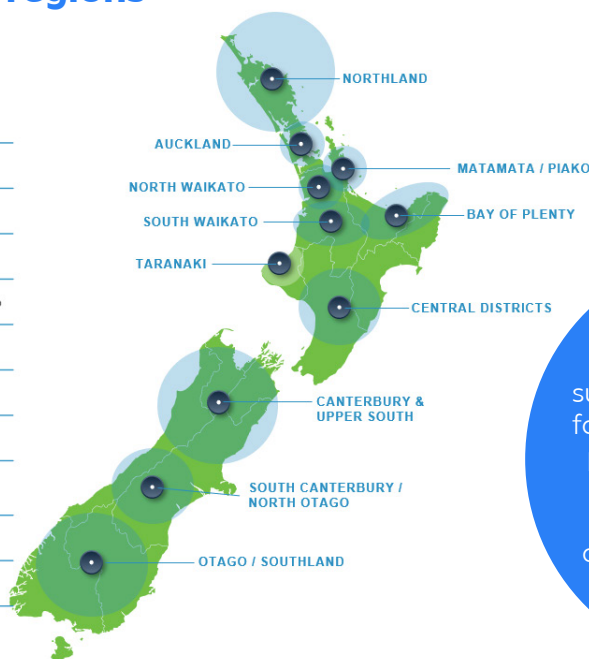 regions
NORTHLAND
AUCKLAND
MATAMATA / PIAKO
NORTH WAIKATO
BAY OF PLENTY
SOUTH WAIKATO
TARANAKI
CENTRAL DISTRICTS
CANTERBURY &
UPPER SOUTH
SOUTH CANTERBURY /
NORTH OTAGO
OTAGO / SOUTHLAND